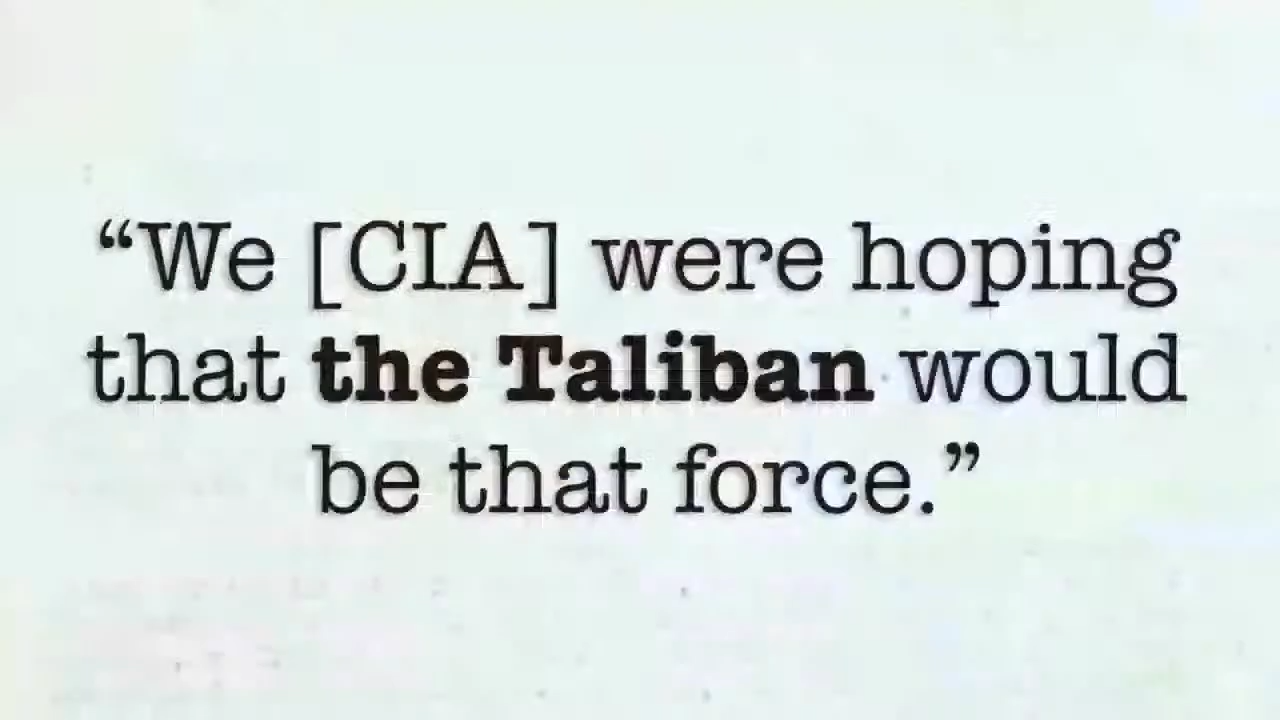 “We [CIA] were hoping
that the Taliban would
be that force.”